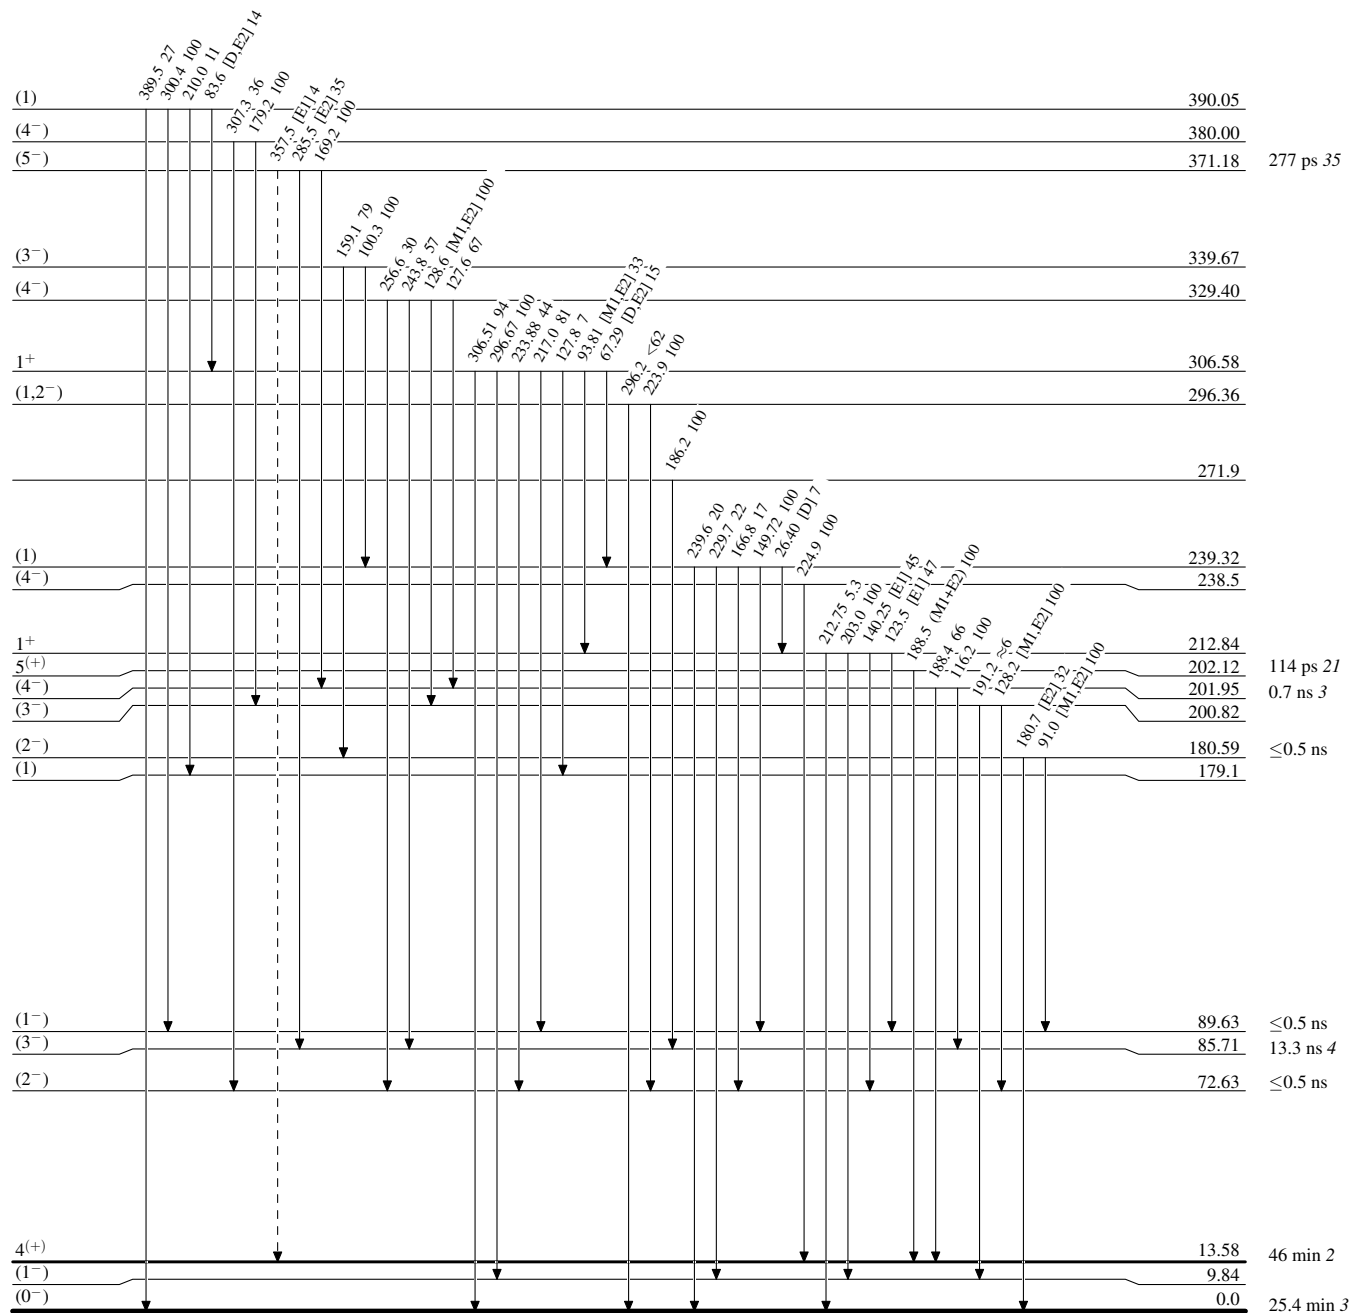 389.5 27
300.4 100
210.0 11
83.6 [D,E2] 14
(1) 390.05
307.3 36
179.2 100
(4−) 380.00
357.5 [E1] 4
285.5 [E2] 35
169.2 100
(5−) 371.18 277 ps 35
159.1 79
100.3 100
(3−) 339.67
256.6 30
243.8 57
128.6 [M1,E2] 100
127.6 67
(4−) 329.40
306.51 94
296.67 100
233.88 44
217.0 81
127.8 7
93.81 [M1,E2] 33
67.29 [D,E2] 15
1+ 306.58
296.2 <62
223.9 100
(1,2−) 296.36
186.2 100
271.9
239.6 20
229.7 22
166.8 17
149.72 100
26.40 [D] 7
(1) 239.32
224.9 100
(4−) 238.5
212.75 5.3
203.0 100
140.25 [E1] 45
123.5 [E1] 47
1+ 212.84
188.5 (M1+E2) 100
5(+) 202.12 114 ps 21
188.4 66
116.2 100
(4−) 201.95 0.7 ns 3
191.2 ≈6
128.2 [M1,E2] 100
(3−) 200.82
180.7 [E2] 32
91.0 [M1,E2] 100
(2−) 180.59 ≤0.5 ns
(1) 179.1
(1−) 89.63 ≤0.5 ns
(3−) 85.71 13.3 ns 4
(2−) 72.63 ≤0.5 ns
4(+) 13.58 46 min 2
(1−) 9.84
(0−) 0.0 25.4 min 3